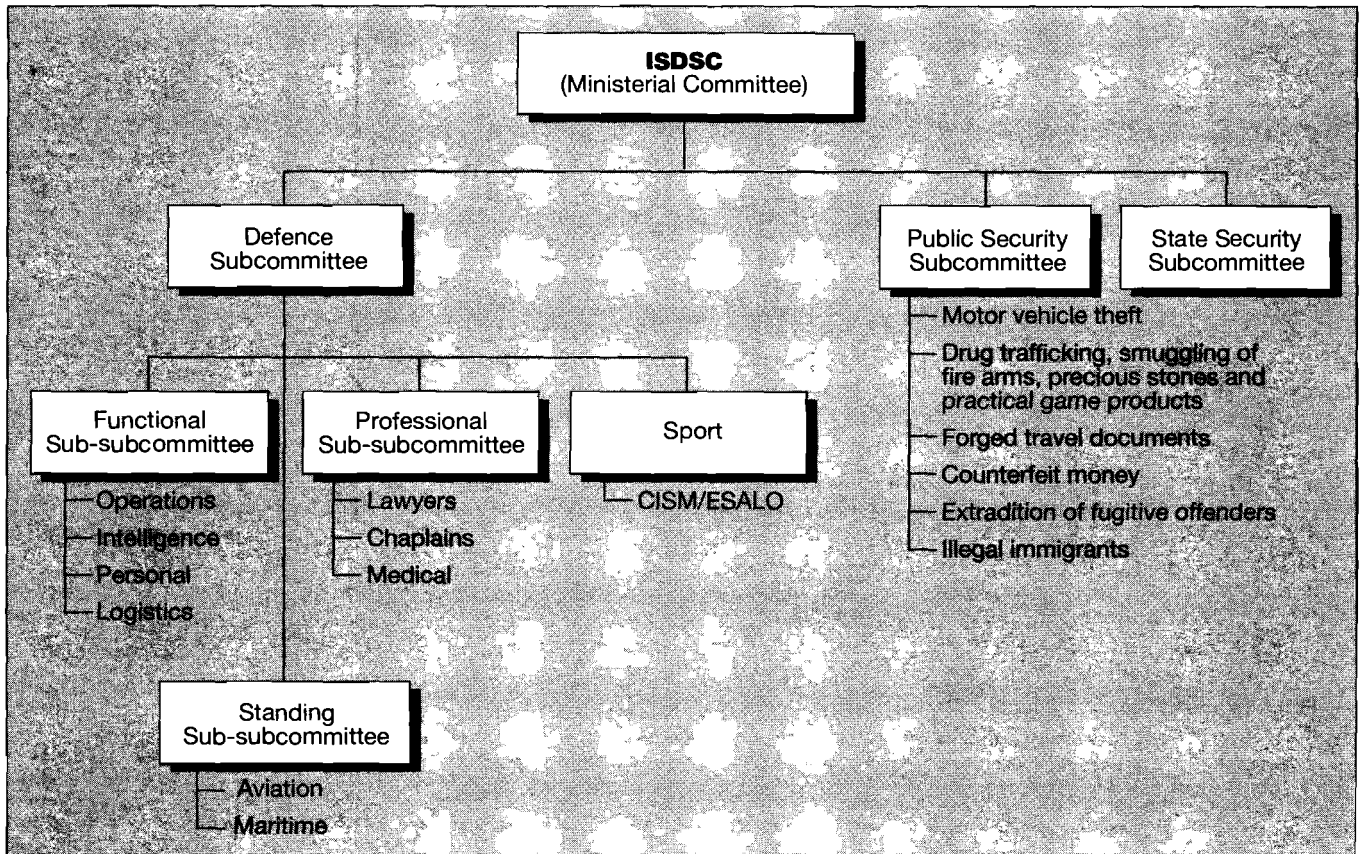 ISDSC
(Ministerial Committee)
Defence
Subcommittee
Public Security
Subcommittee
State Security
Subcommittee
Motor vehicle theft
Drug trafficking, smuggling of
fire arms, precious stones and
practical game products
Forged travel documents
Counterfeit money
Extradition of fugitive offenders
Illegal immigrants
Functional
Sub-subcommittee
Operations
Intelligence
Personal
Logistics
Professional
Sub-subcommittee
Lawyers
Chaplains
Medical
Sport
CISM/ESALO
Standing
Sub-subcommittee
Aviation
Maritime